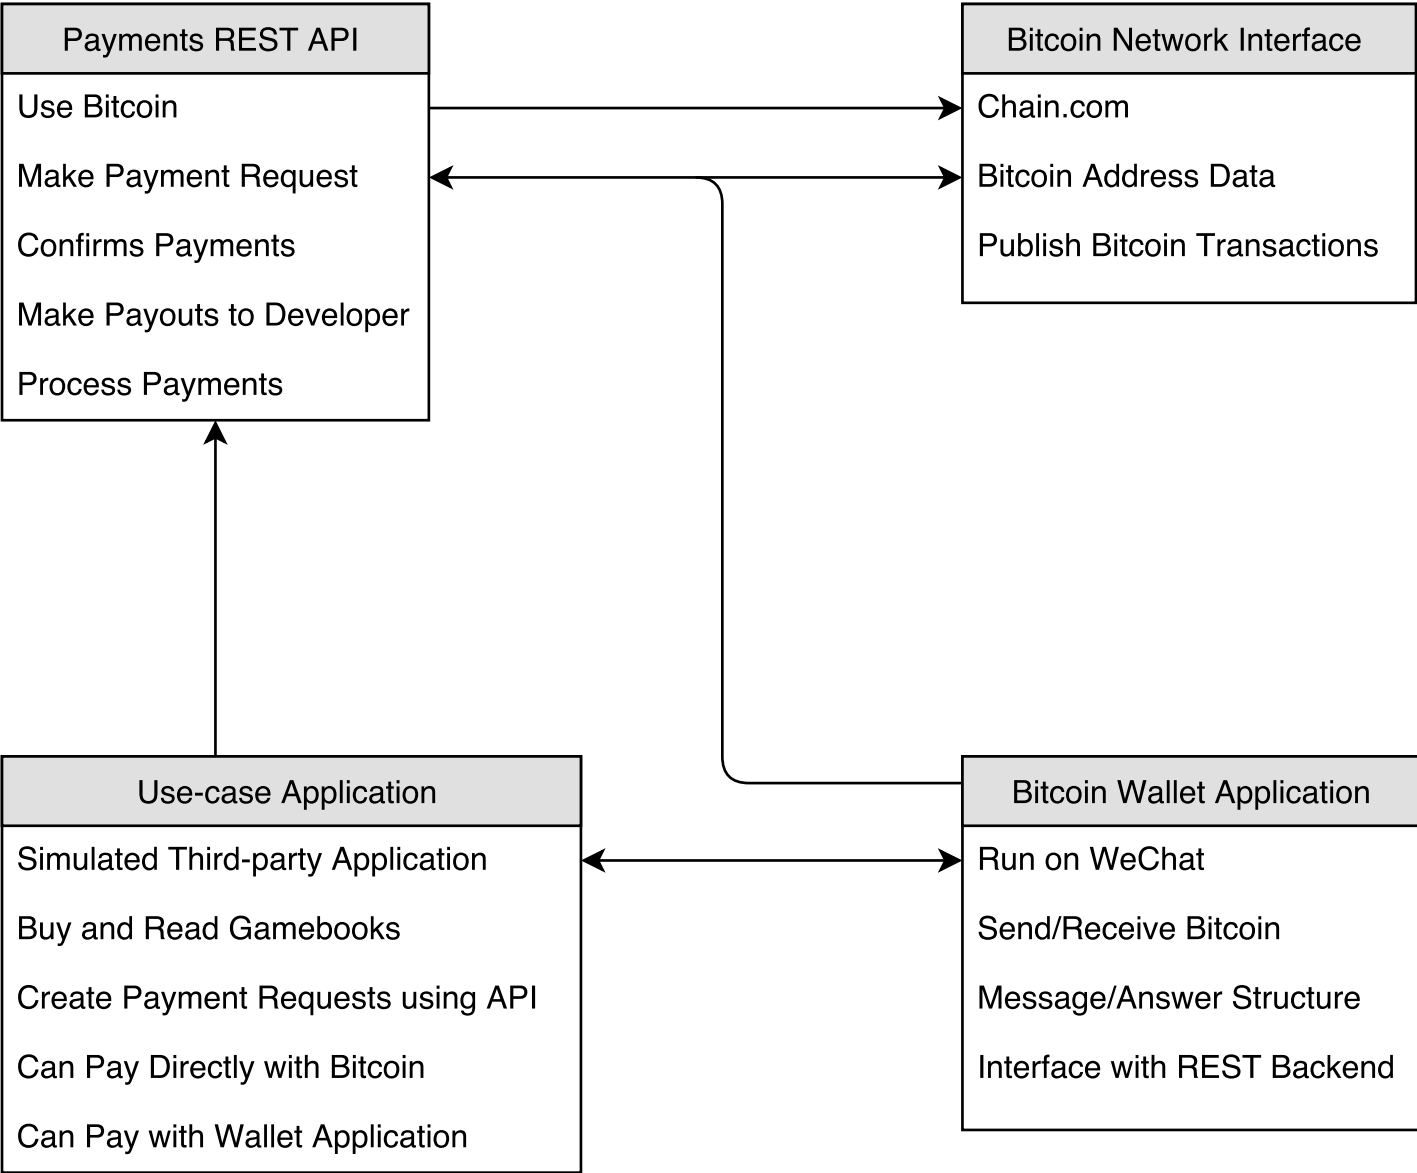 Payments REST API
Use Bitcoin
Make Payment Request
Confirms Payments
Make Payouts to Developer
Process Payments
Bitcoin Network Interface
Chain.com
Bitcoin Address Data
Publish Bitcoin Transactions
Use-case Application
Simulated Third-party Application
Buy and Read Gamebooks
Create Payment Requests using API
Can Pay Directly with Bitcoin
Can Pay with Wallet Application
Bitcoin Wallet Application
Run on WeChat
Send/Receive Bitcoin
Message/Answer Structure
Interface with REST Backend